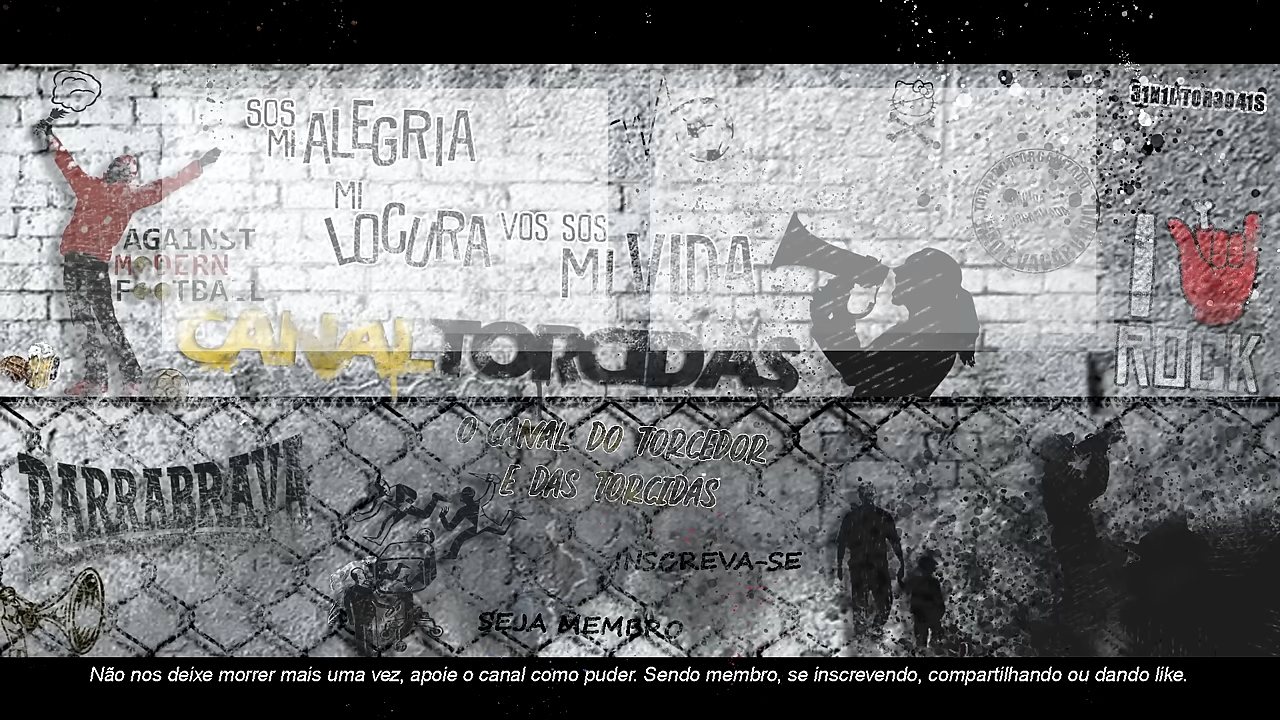 SOS
MI ALEGRIA
MI
LOCURA VOS SOS
MI VIDA
AGAINST
MODERN
FOOTBALL
CANAL TORCIDAS
I
ROCK
BARRABRAVA
O CANAL DO TORCEDOR
E DAS TORCIDAS
INSCREVA-SE
SEJA MEMBRO
Não nos deixe morrer mais uma vez, apoie o canal como puder. Sendo membro, se inscrevendo, compartilhando ou dando like.